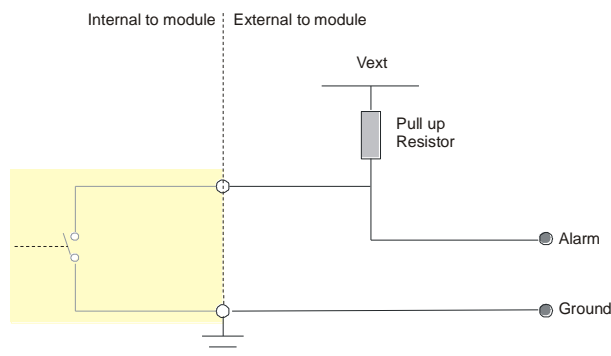 Internal to module
External to module
Vext
Pull up
Resistor
Alarm
Ground